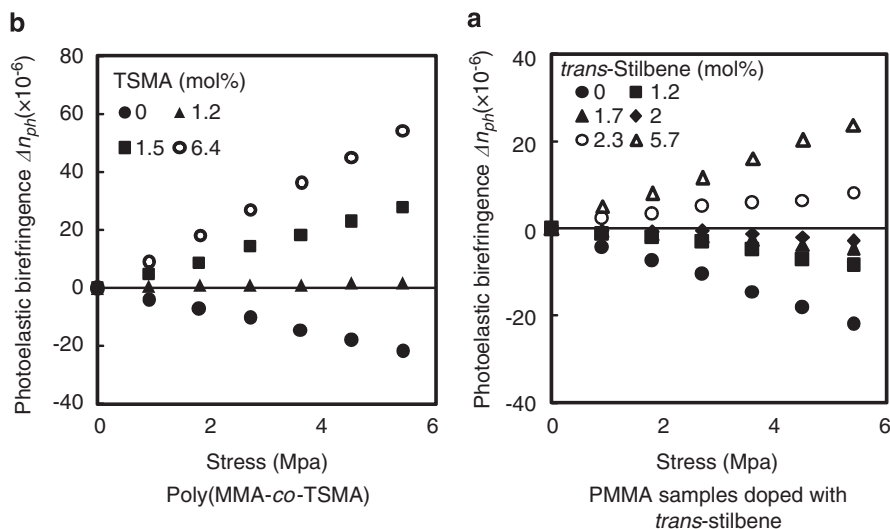 b
Photoelastic birefringence Δn_ph(×10⁻⁶)
80
60
40
20
0
-20
-40
TSMA (mol%)
0 1.2
1.5 6.4
0 2 4 6
Stress (Mpa)
Poly(MMA-co-TSMA)
a
Photoelastic birefringence Δn_ph(×10⁻⁶)
40
20
0
-20
-40
trans-Stilbene (mol%)
0 1.2
1.7 2
2.3 5.7
0 2 4 6
Stress (Mpa)
PMMA samples doped with
trans-stilbene